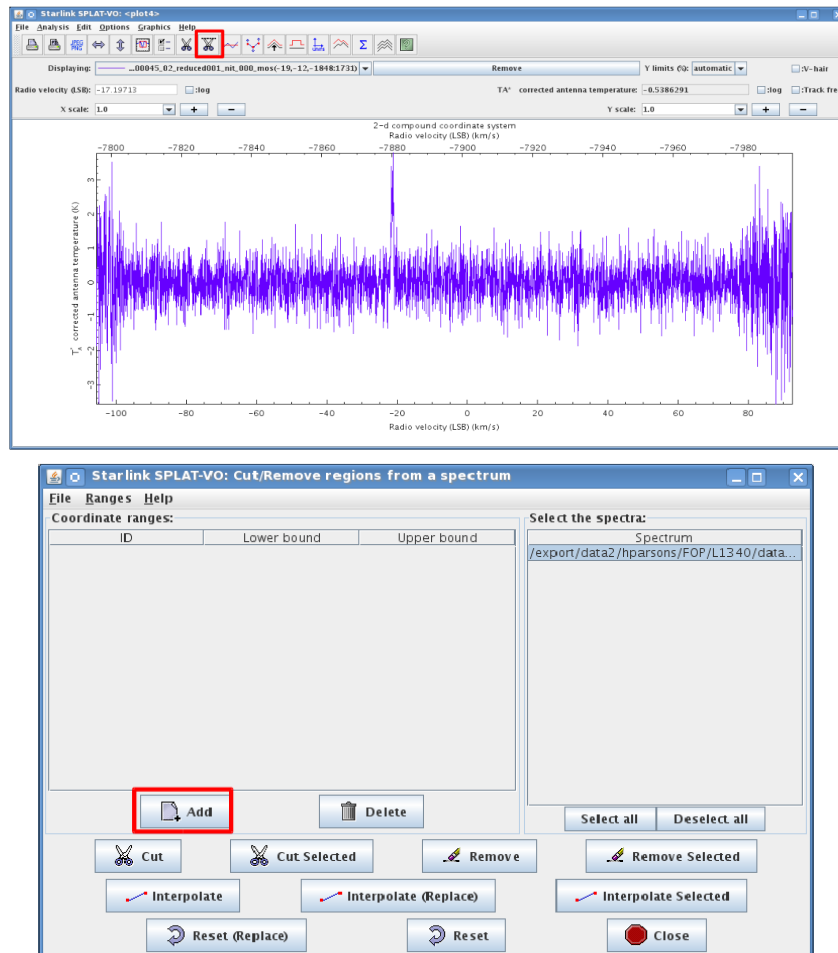 Starlink SPLAT-VO: <plot4>
File Analysis Edit Options Graphics Help
Displaying: ...00045_02_reduced001_nit_000_mos(-19,-12,-1848:1731) Remove Y limits (%): automatic :V-hair
Radio velocity (LSB): -17.19713 :log TA* corrected antenna temperature: -0.5386291 :log :Track fre
X scale: 1.0 + − Y scale: 1.0 + −
2-d compound coordinate system
Radio velocity (LSB) (km/s)
-7800 -7820 -7840 -7860 -7880 -7900 -7920 -7940 -7960 -7980
T*A corrected antenna temperature (K)
3
2
1
0
-1
-2
-3
-100 -80 -60 -40 -20 0 20 40 60 80
Radio velocity (LSB) (km/s)
Starlink SPLAT-VO: Cut/Remove regions from a spectrum
File Ranges Help
Coordinate ranges: Select the spectra:
ID Lower bound Upper bound Spectrum
/export/data2/hparsons/FOP/L1340/data...
Add Delete Select all Deselect all
Cut Cut Selected Remove Remove Selected
Interpolate Interpolate (Replace) Interpolate Selected
Reset (Replace) Reset Close